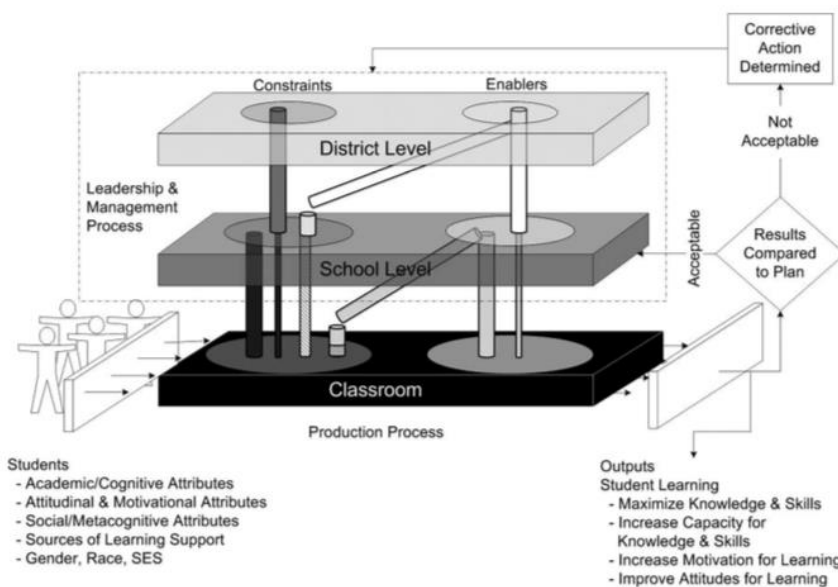 Corrective
Action
Determined
Constraints
Enablers
District Level
Not
Acceptable
Leadership &
Management
Process
School Level
Acceptable
Results
Compared
to Plan
Classroom
Production Process
Students
- Academic/Cognitive Attributes
- Attitudinal & Motivational Attributes
- Social/Metacognitive Attributes
- Sources of Learning Support
- Gender, Race, SES
Outputs
Student Learning
- Maximize Knowledge & Skills
- Increase Capacity for
Knowledge & Skills
- Increase Motivation for Learning
- Improve Attitudes for Learning